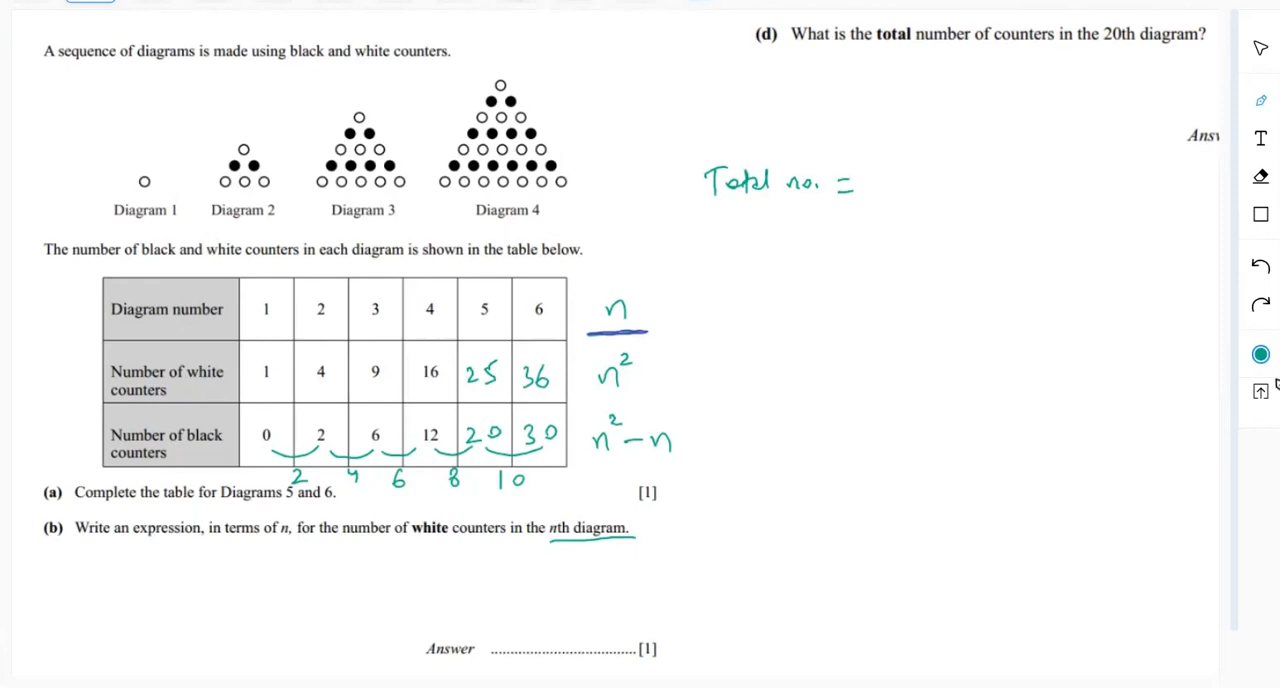 A sequence of diagrams is made using black and white counters.
Diagram 1 Diagram 2 Diagram 3 Diagram 4
The number of black and white counters in each diagram is shown in the table below.
Diagram number 1 2 3 4 5 6 n
Number of white counters 1 4 9 16 25 36 n²
Number of black counters 0 2 6 12 20 30 n² – n
2 4 6 8 10
(a) Complete the table for Diagrams 5 and 6. [1]
(b) Write an expression, in terms of n, for the number of white counters in the nth diagram.
Answer .................................... [1]
(d) What is the total number of counters in the 20th diagram?
Answ
Total no. =
T